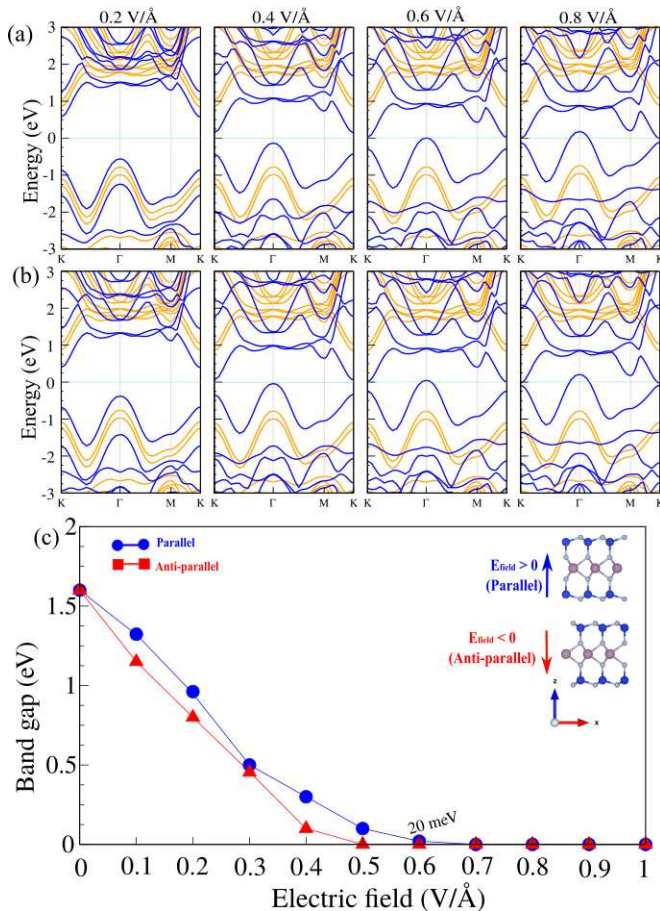 0.2 V/Å 0.4 V/Å 0.6 V/Å 0.8 V/Å
(a)
Energy (eV)
3
2
1
0
-1
-2
-3
K Γ M K K Γ M K K Γ M K K Γ M K
(b)
Energy (eV)
3
2
1
0
-1
-2
-3
K Γ M K K Γ M K K Γ M K K Γ M K
(c)
Parallel
Anti-parallel
E_field > 0
(Parallel)
E_field < 0
(Anti-parallel)
z
x
20 meV
Band gap (eV)
2
1.5
1
0.5
0
0 0.1 0.2 0.3 0.4 0.5 0.6 0.7 0.8 0.9 1
Electric field (V/Å)